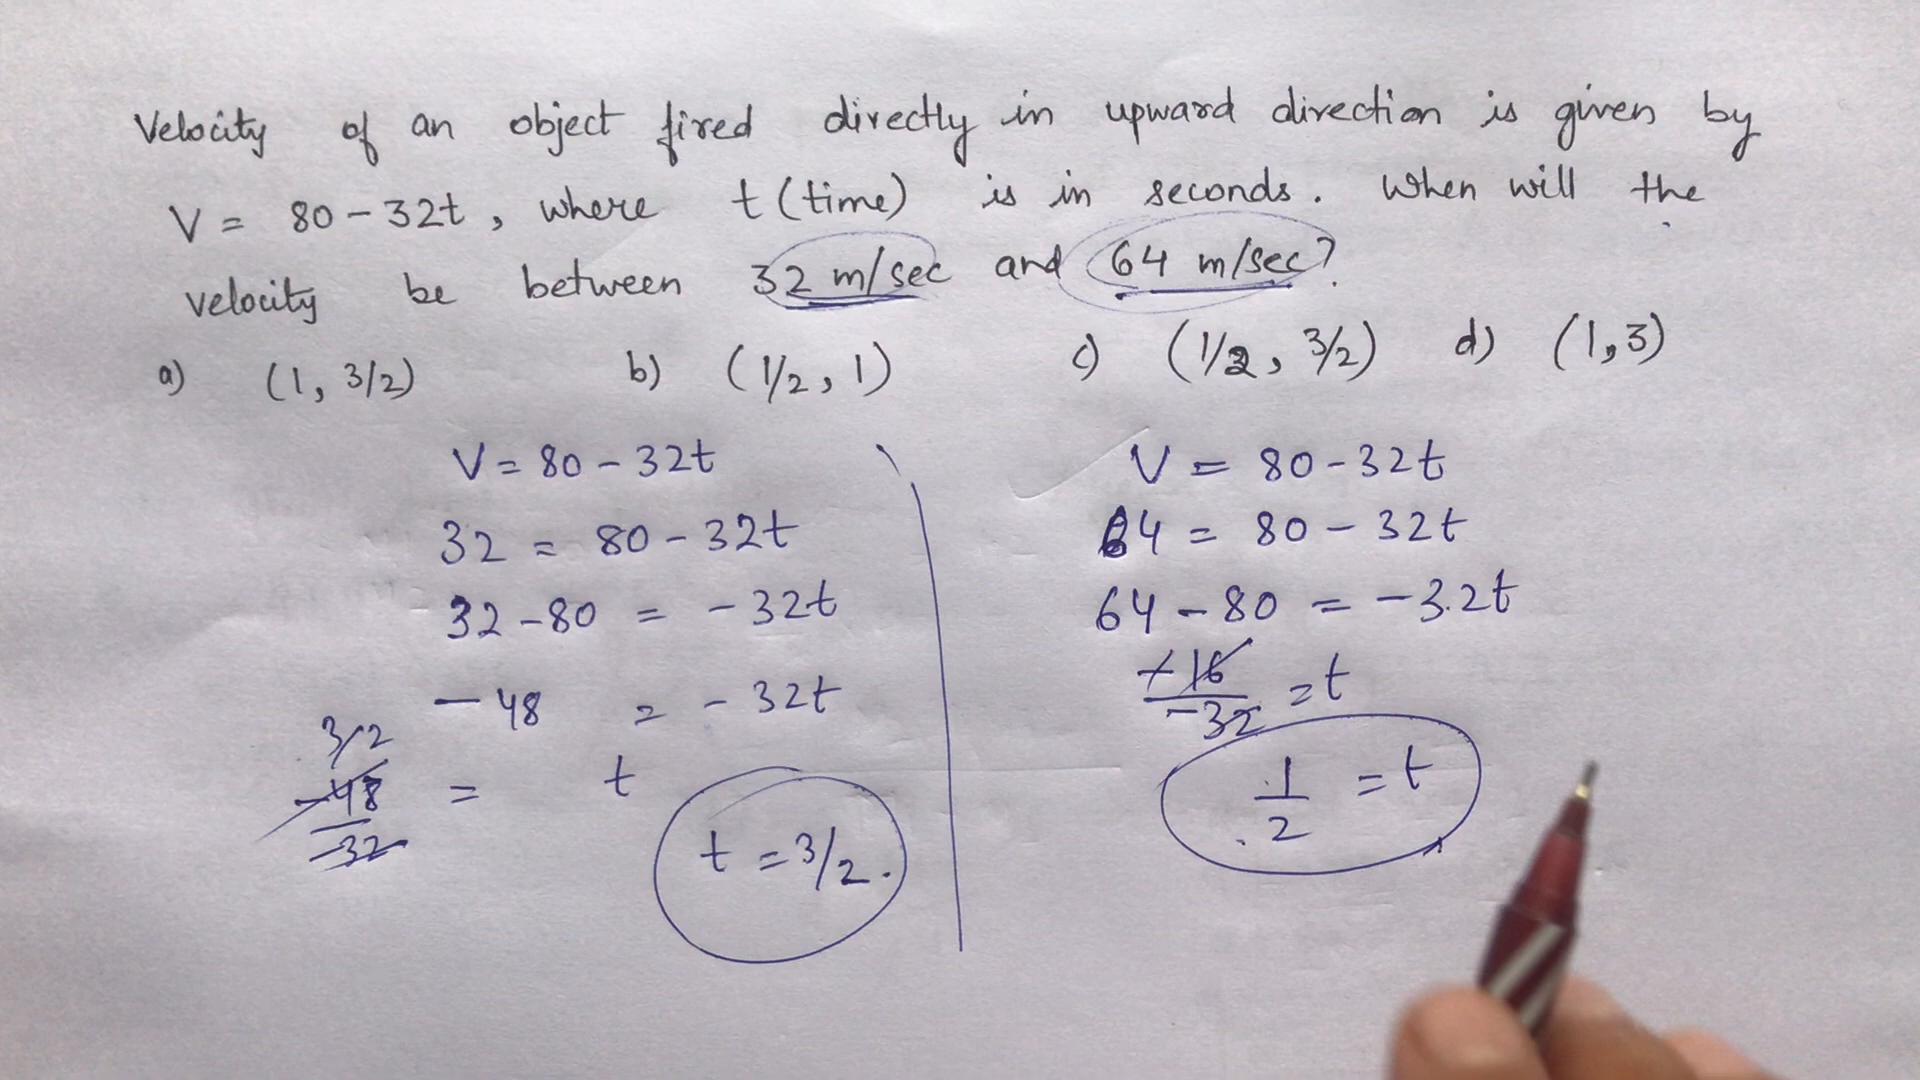 Velocity of an object fired directly in upward direction is given by
V = 80 - 32t, where t (time) is in seconds. When will the
velocity be between 32 m/sec and 64 m/sec?
a) (1, 3/2) b) (1/2, 1) c) (1/2, 3/2) d) (1,3)
V = 80 - 32t
32 = 80 - 32t
32 - 80 = - 32t
- 48 = - 32t
3/2
-48/-32 = t
t = 3/2.
V = 80 - 32t
64 = 80 - 32t
64 - 80 = - 32t
-16/-32 = t
1/2 = t